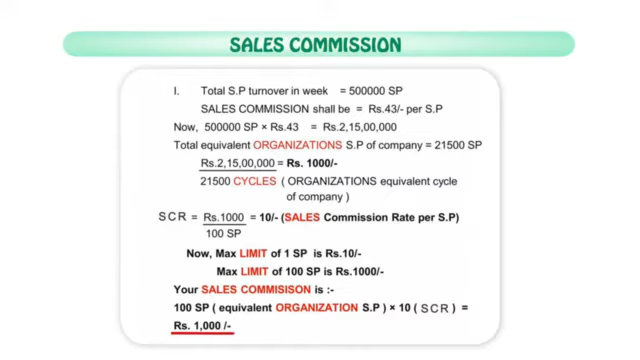 SALES COMMISSION
I. Total S.P turnover in week = 500000 SP
SALES COMMISSION shall be = Rs.43/- per S.P
Now, 500000 SP × Rs.43 = Rs.2,15,00,000
Total equivalent ORGANIZATIONS S.P of company = 21500 SP
Rs.2,15,00,000 = Rs. 1000/-
21500 CYCLES ( ORGANIZATIONS equivalent cycle
of company )
SCR = Rs.1000 = 10/- (SALES Commission Rate per S.P)
100 SP
Now, Max LIMIT of 1 SP is Rs.10/-
Max LIMIT of 100 SP is Rs.1000/-
Your SALES COMMISISON is :-
100 SP ( equivalent ORGANIZATION S.P ) × 10 ( SCR ) =
Rs. 1,000 /-